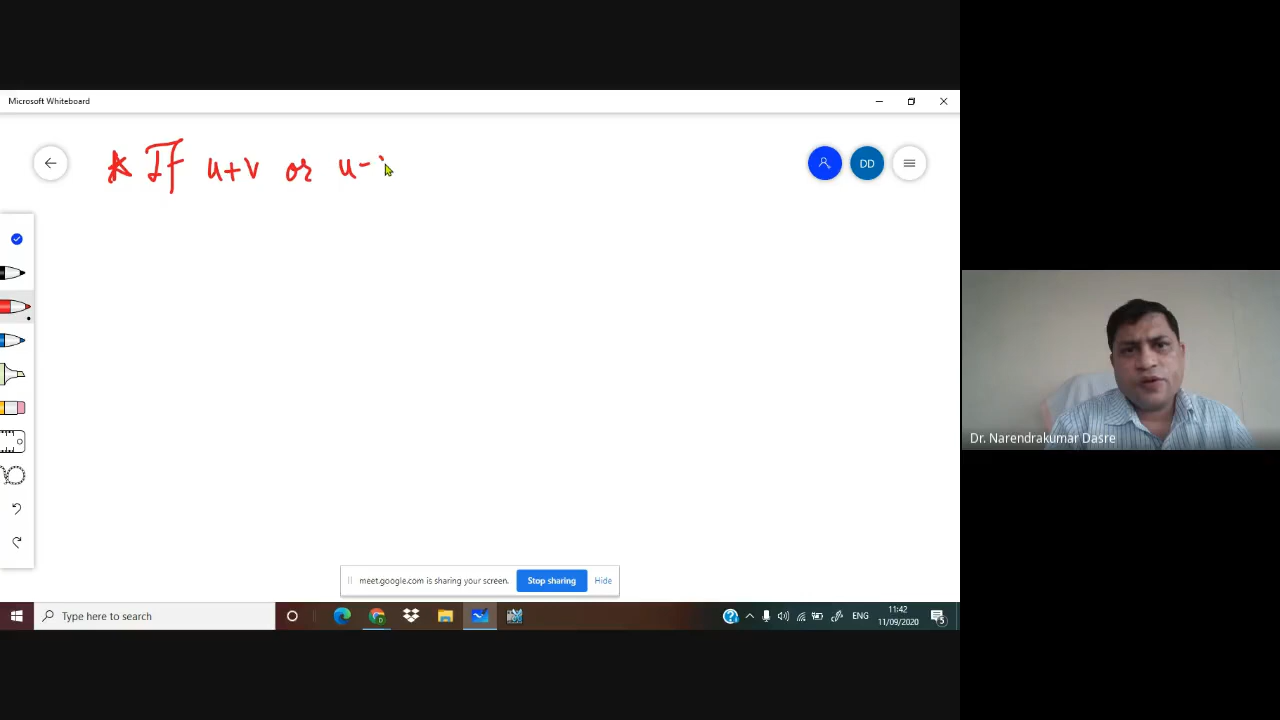 Microsoft Whiteboard
* If u+v or u-
DD
Dr. Narendrakumar Dasre
meet.google.com is sharing your screen. Stop sharing Hide
Type here to search
ENG
11:42
11/09/2020
5